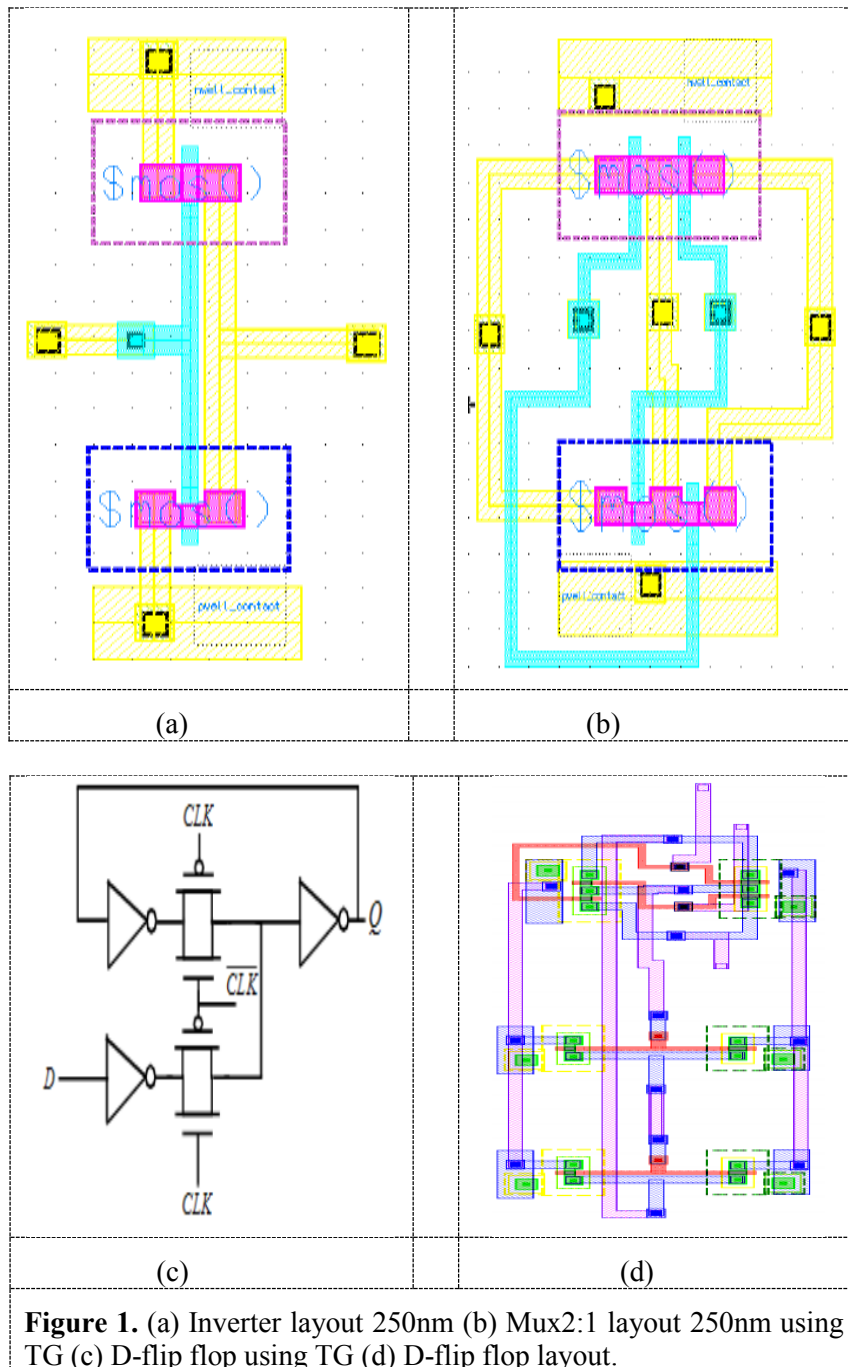 nwell_contact
$mos()
$mos()
pwell_contact
nwell_contact
$mos()
$mos()
pwell_contact
(a)
(b)
CLK
Q
CLK
D
CLK
(c)
(d)
Figure 1. (a) Inverter layout 250nm (b) Mux2:1 layout 250nm using
TG (c) D-flip flop using TG (d) D-flip flop layout.